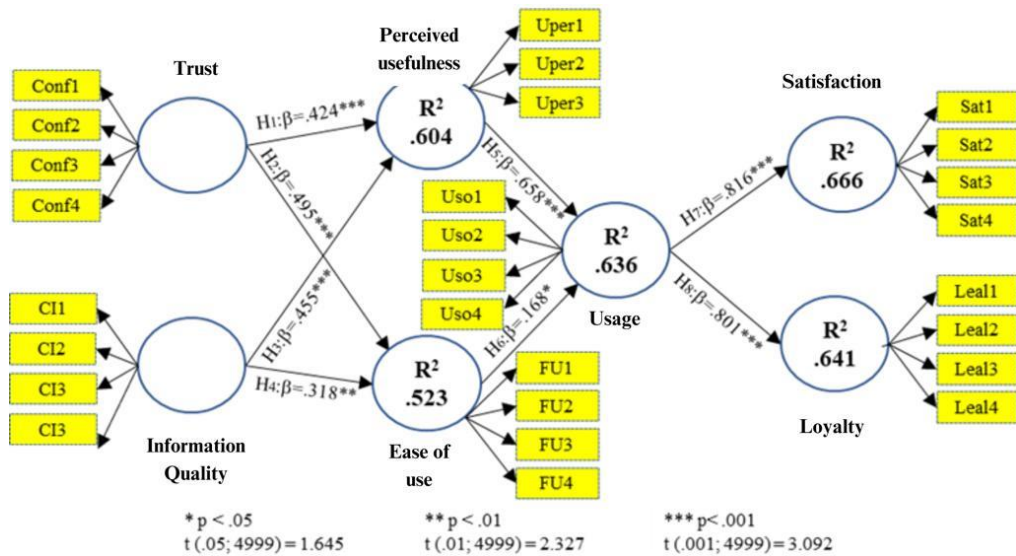 Trust
Conf1
Conf2
Conf3
Conf4
Perceived
usefulness
R²
.604
Uper1
Uper2
Uper3
H1:β=.424***
H2:β=.495***
H3:β=.455***
H4:β=.318**
CI1
CI2
CI3
CI3
Information
Quality
R²
.523
Ease of
use
FU1
FU2
FU3
FU4
H5:β=.658***
H6:β=.168*
Uso1
Uso2
Uso3
Uso4
R²
.636
Usage
H7:β=.816***
H8:β=.801***
Satisfaction
R²
.666
Sat1
Sat2
Sat3
Sat4
R²
.641
Loyalty
Leal1
Leal2
Leal3
Leal4
* p < .05
t (.05; 4999) = 1.645
** p < .01
t (.01; 4999) = 2.327
*** p< .001
t (.001; 4999) = 3.092